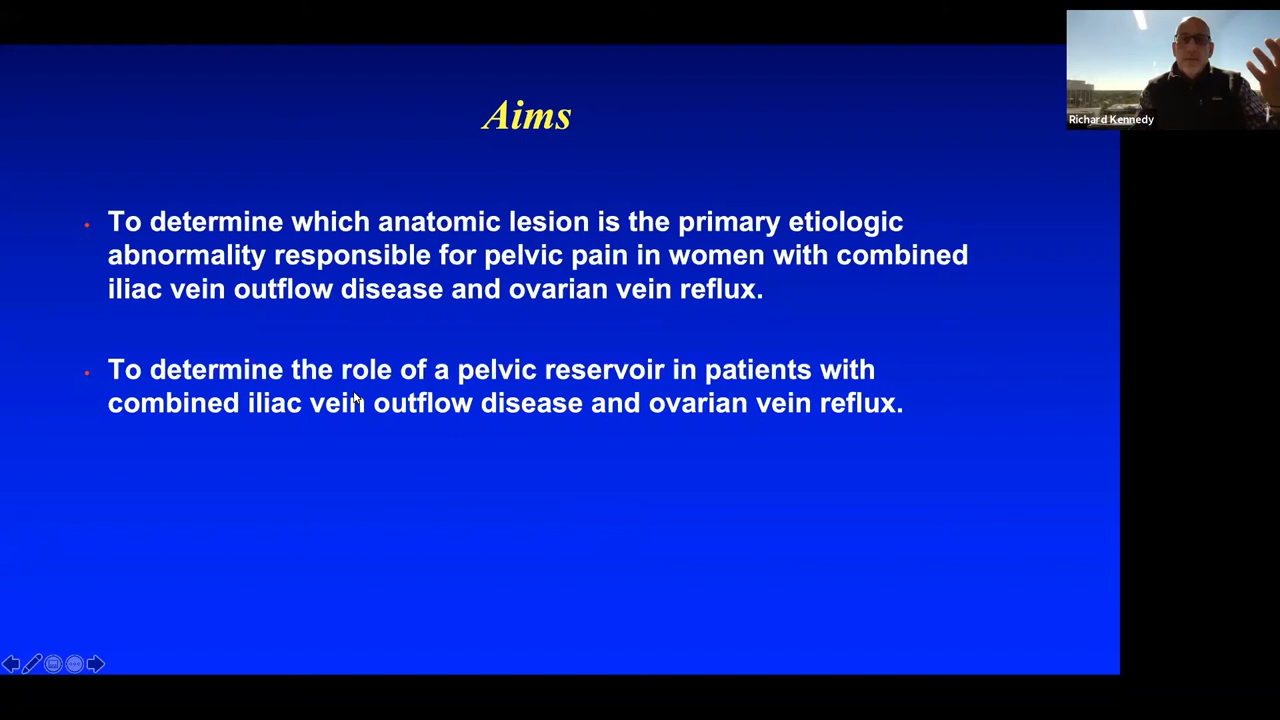 Aims
To determine which anatomic lesion is the primary etiologic
abnormality responsible for pelvic pain in women with combined
iliac vein outflow disease and ovarian vein reflux.
To determine the role of a pelvic reservoir in patients with
combined iliac vein outflow disease and ovarian vein reflux.
Richard Kennedy